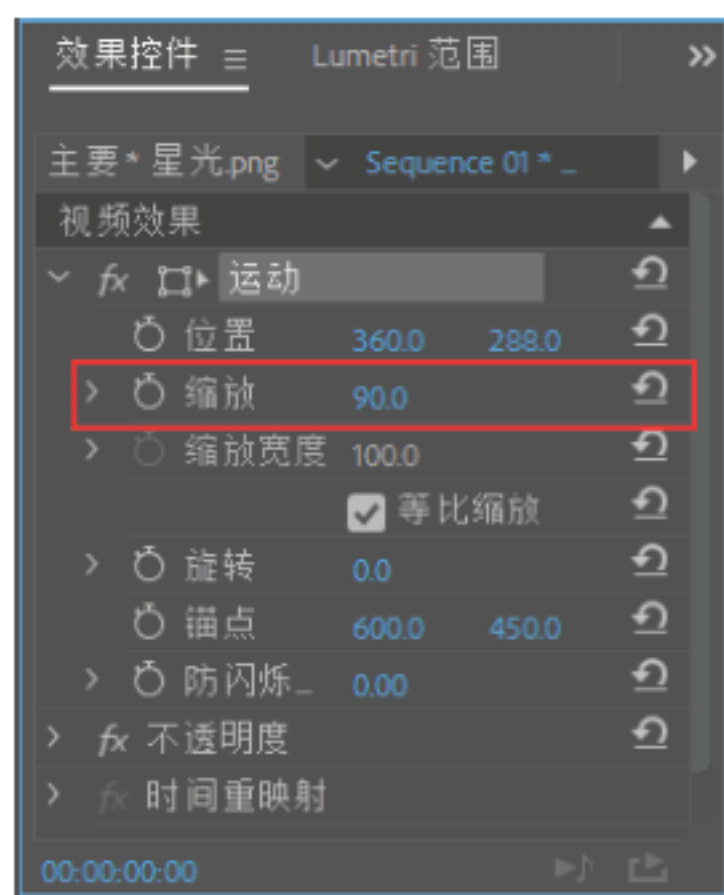 效果控件 Lumetri 范围
主要* 星光.png Sequence 01 * _
视频效果
fx 运动
位置 360.0 288.0
缩放 90.0
缩放宽度 100.0
等比缩放
旋转 0.0
锚点 600.0 450.0
防闪烁_ 0.00
fx 不透明度
fx 时间重映射
00:00:00:00